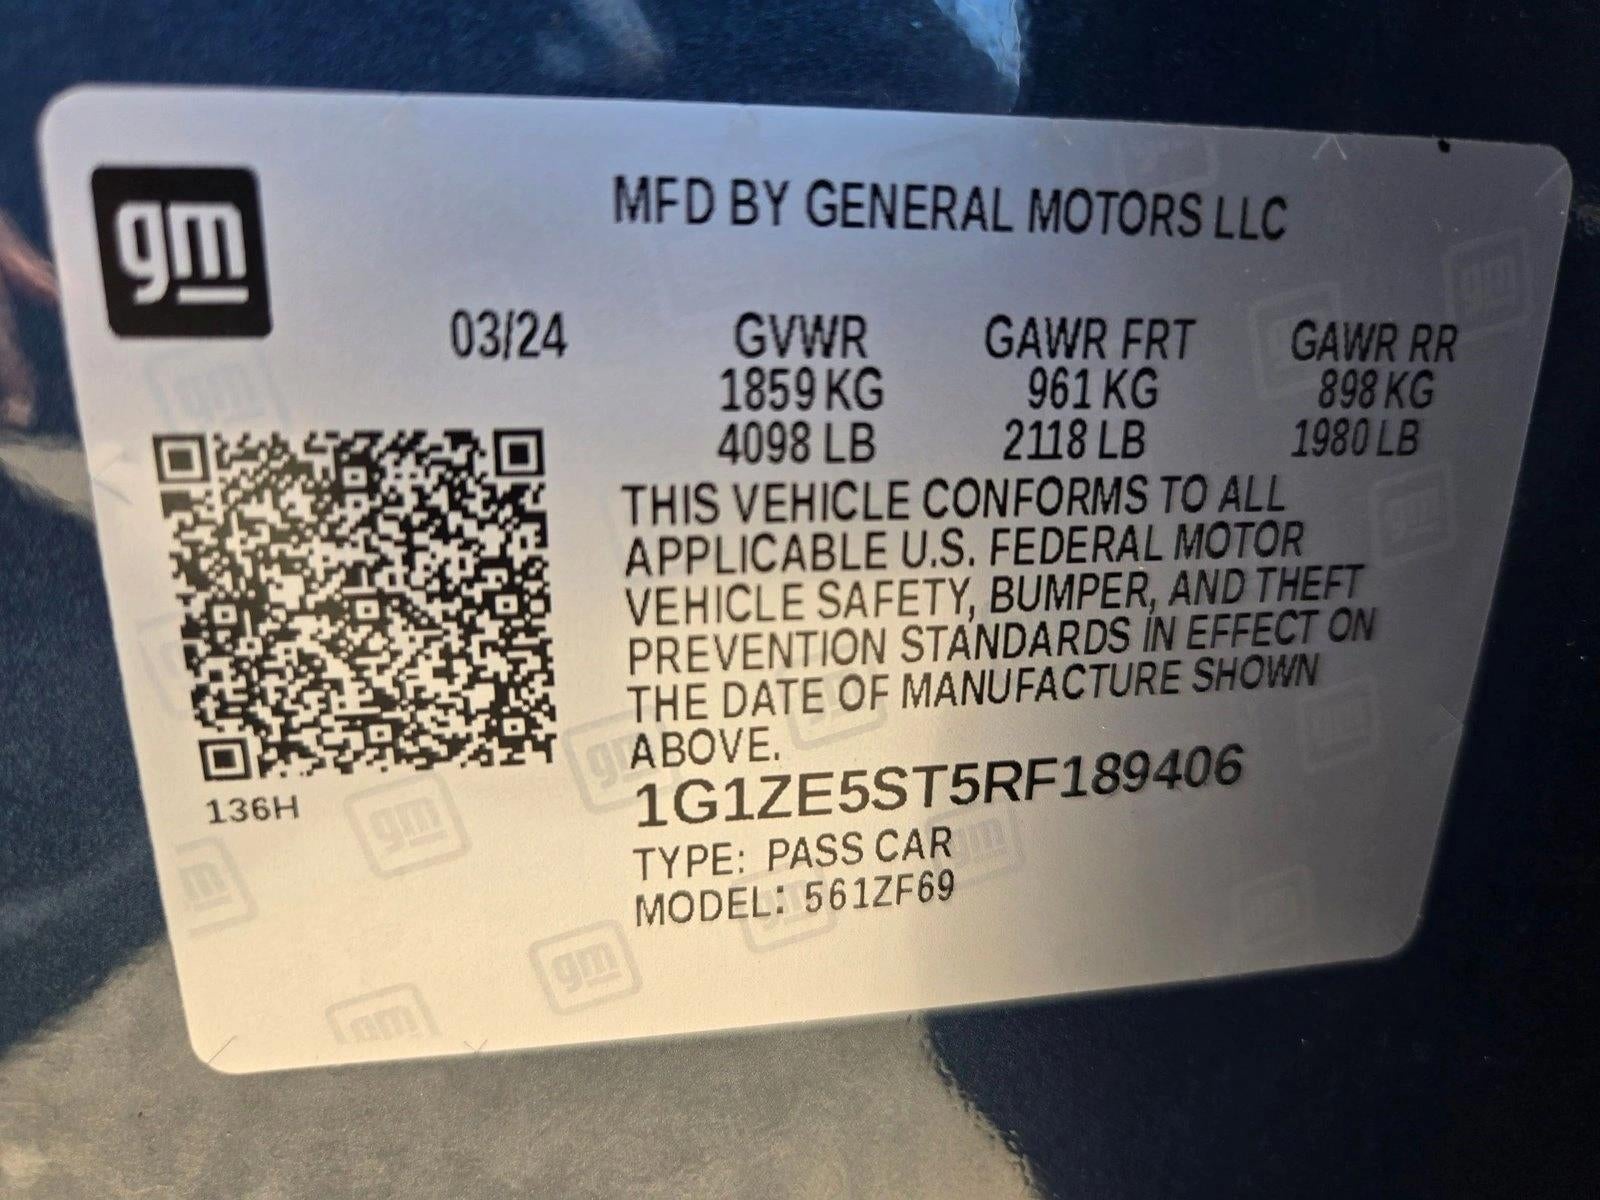 gm
MFD BY GENERAL MOTORS LLC
03/24 GVWR GAWR FRT GAWR RR
1859 KG 961 KG 898 KG
4098 LB 2118 LB 1980 LB
THIS VEHICLE CONFORMS TO ALL
APPLICABLE U.S. FEDERAL MOTOR
VEHICLE SAFETY, BUMPER, AND THEFT
PREVENTION STANDARDS IN EFFECT ON
THE DATE OF MANUFACTURE SHOWN
ABOVE.
136H
1G1ZE5ST5RF189406
TYPE: PASS CAR
MODEL: 561ZF69